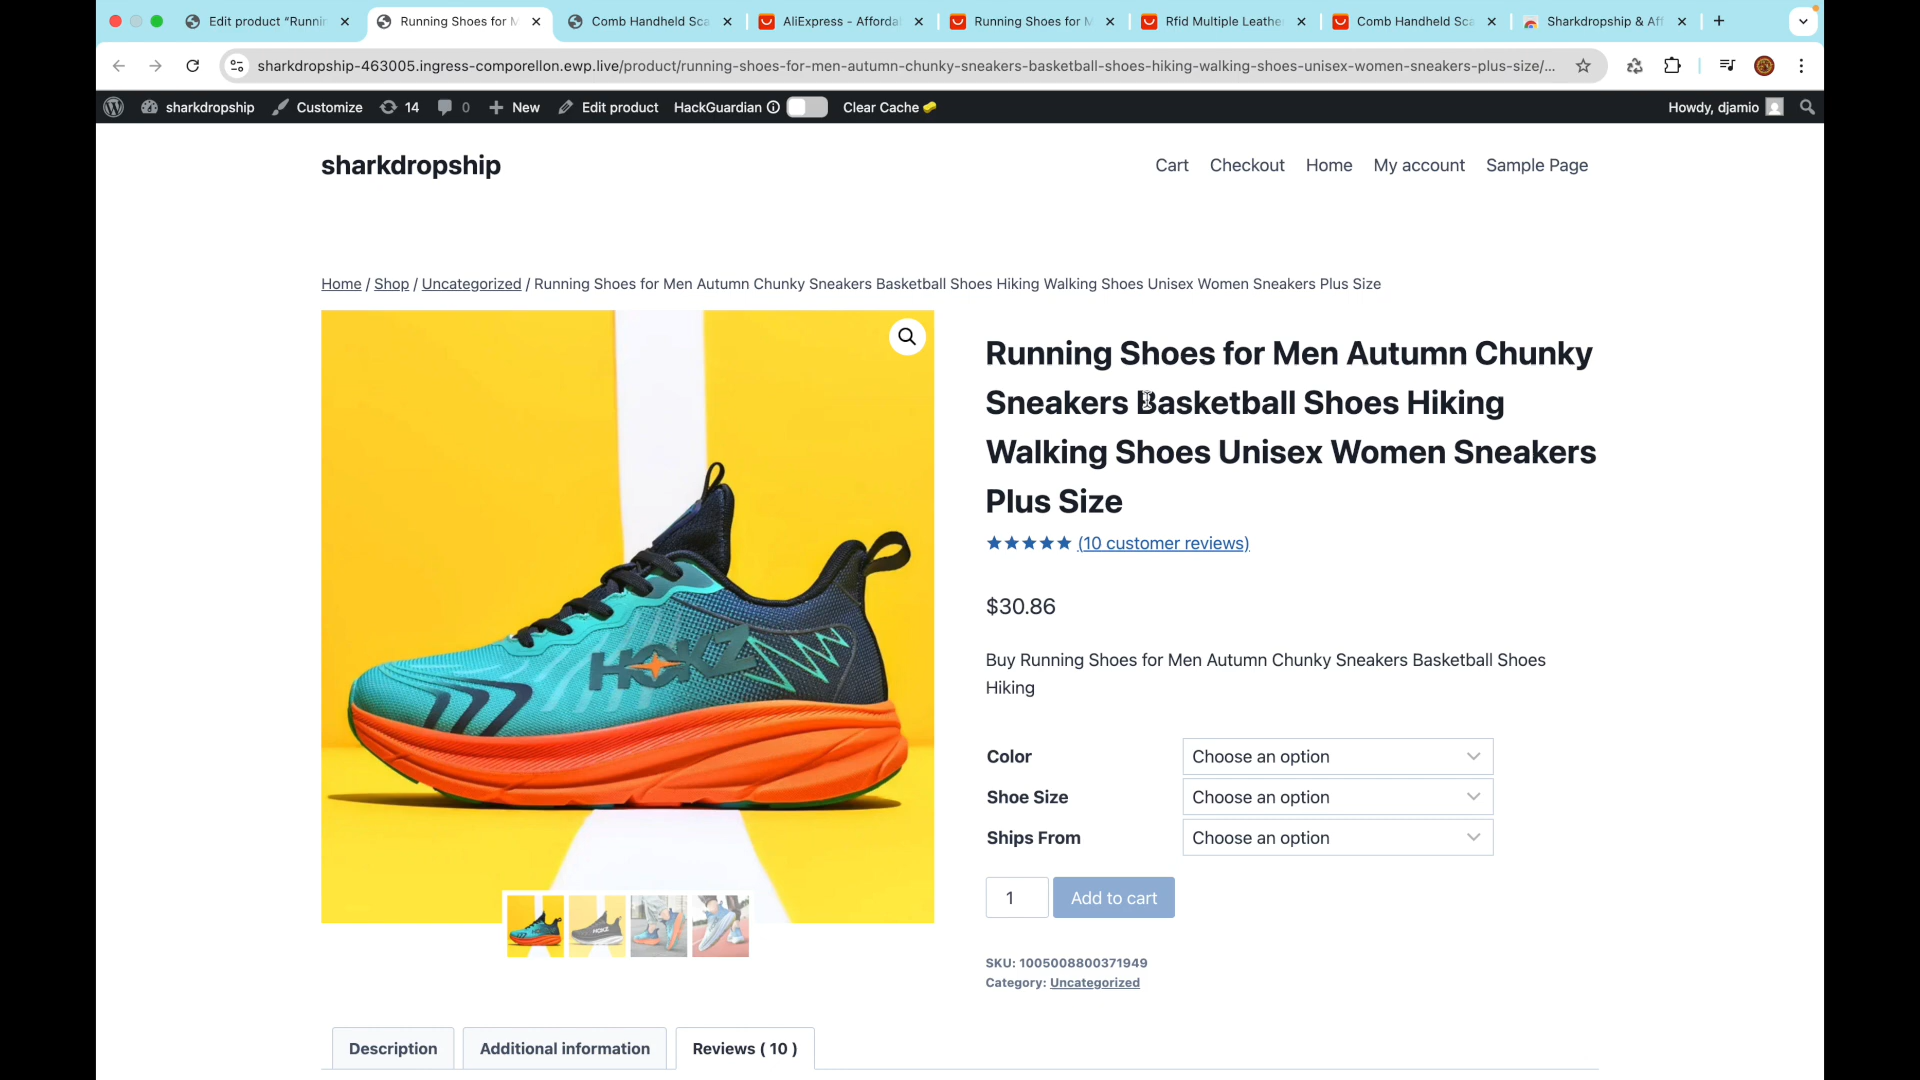 Edit product “Runnin
Running Shoes for M
Comb Handheld Sca
AliExpress - Affordal
Running Shoes for M
Rfid Multiple Leather
Comb Handheld Sca
Sharkdropship & Aff
sharkdropship-463005.ingress-comporellon.ewp.live/product/running-shoes-for-men-autumn-chunky-sneakers-basketball-shoes-hiking-walking-shoes-unisex-women-sneakers-plus-size/...
sharkdropship
Customize
14
0
New
Edit product
HackGuardian
Clear Cache
Howdy, djamio
sharkdropship
Cart
Checkout
Home
My account
Sample Page
Home / Shop / Uncategorized / Running Shoes for Men Autumn Chunky Sneakers Basketball Shoes Hiking Walking Shoes Unisex Women Sneakers Plus Size
Running Shoes for Men Autumn Chunky
Sneakers Basketball Shoes Hiking
Walking Shoes Unisex Women Sneakers
Plus Size
(10 customer reviews)
$30.86
Buy Running Shoes for Men Autumn Chunky Sneakers Basketball Shoes
Hiking
HOKZ
Color
Choose an option
Shoe Size
Choose an option
Ships From
Choose an option
1
Add to cart
HOKZ
SKU: 1005008800371949
Category: Uncategorized
Description
Additional information
Reviews ( 10 )